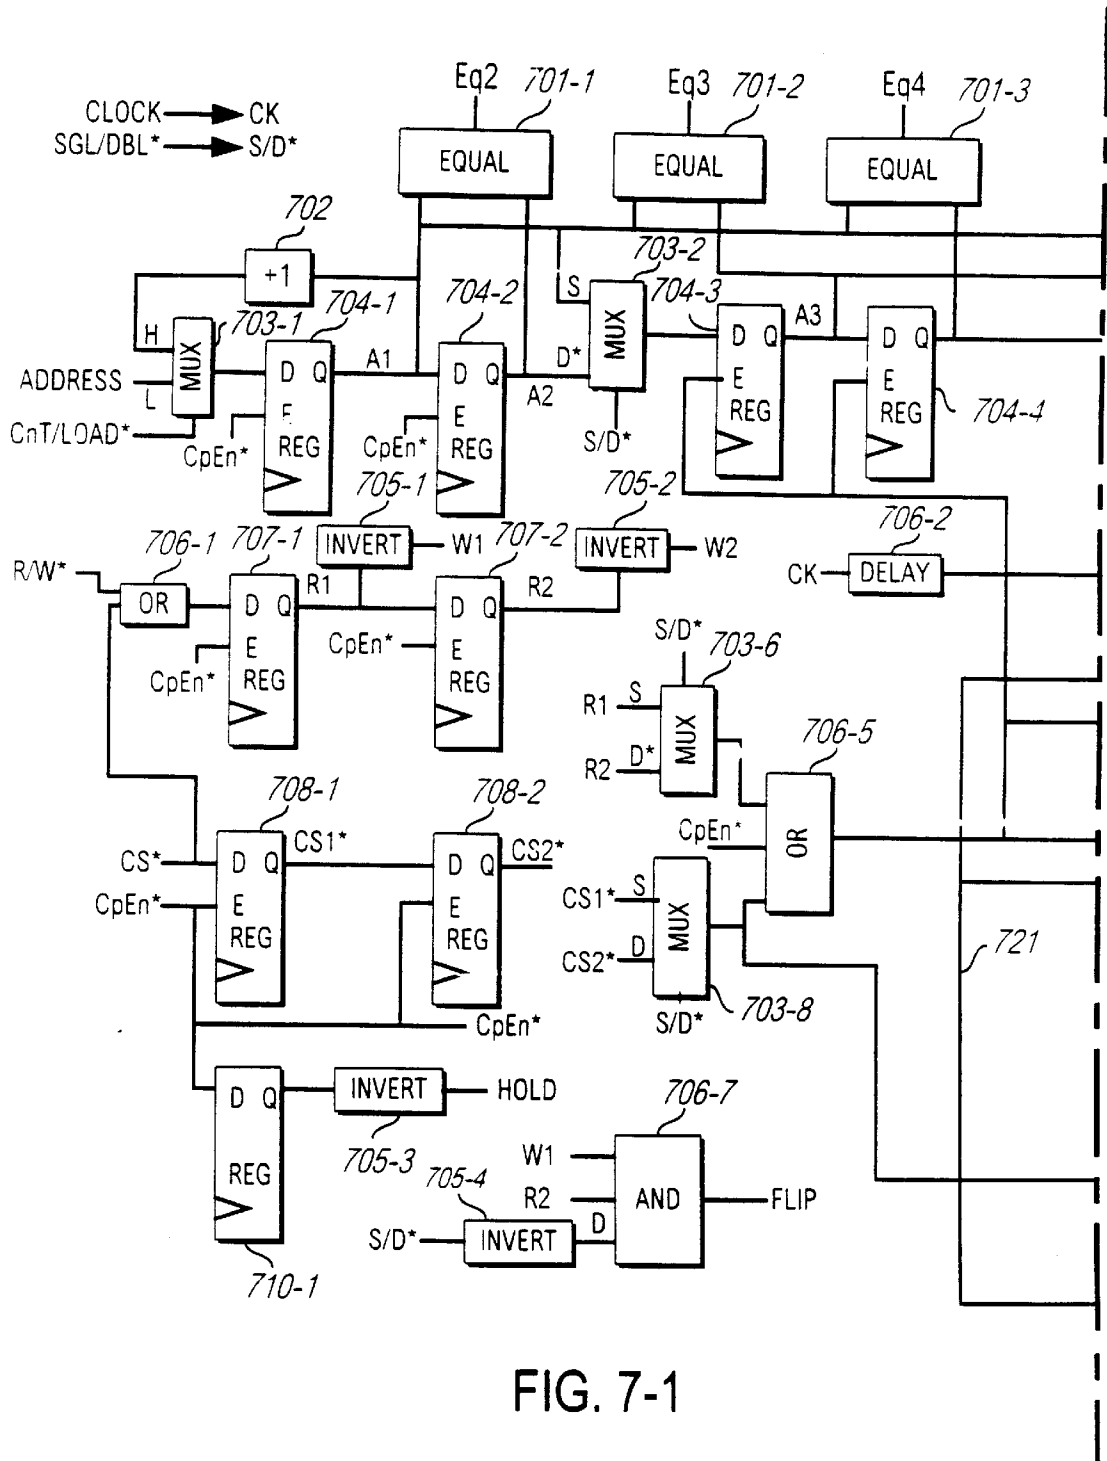 Eq2
701-1
Eq3
701-2
Eq4
701-3
CLOCK
CK
SGL/DBL*
S/D*
EQUAL
EQUAL
EQUAL
702
+1
703-2
704-1
704-2
S
704-3
H
703-1
MUX
MUX
A3
D Q
D Q
ADDRESS
D Q
A1
D Q
D*
E
E
L
A2
REG
REG
704-4
CnT/LOAD*
E
E
S/D*
CpEn*
REG
CpEn*
REG
705-1
705-2
706-1
707-1
707-2
706-2
INVERT
W1
INVERT
W2
R/W*
R1
CK
DELAY
OR
D Q
D Q
R2
CpEn*
E
CpEn*
E
REG
REG
S/D*
703-6
R1
S
MUX
R2
D*
706-5
708-1
708-2
CpEn*
OR
CS*
D Q
CS1*
D Q
CS2*
CpEn*
E
E
CS1*
S
MUX
REG
REG
CS2*
D
721
703-8
S/D*
CpEn*
D Q
INVERT
HOLD
706-7
705-3
W1
REG
705-4
R2
AND
FLIP
S/D*
INVERT
D
710-1
FIG. 7-1